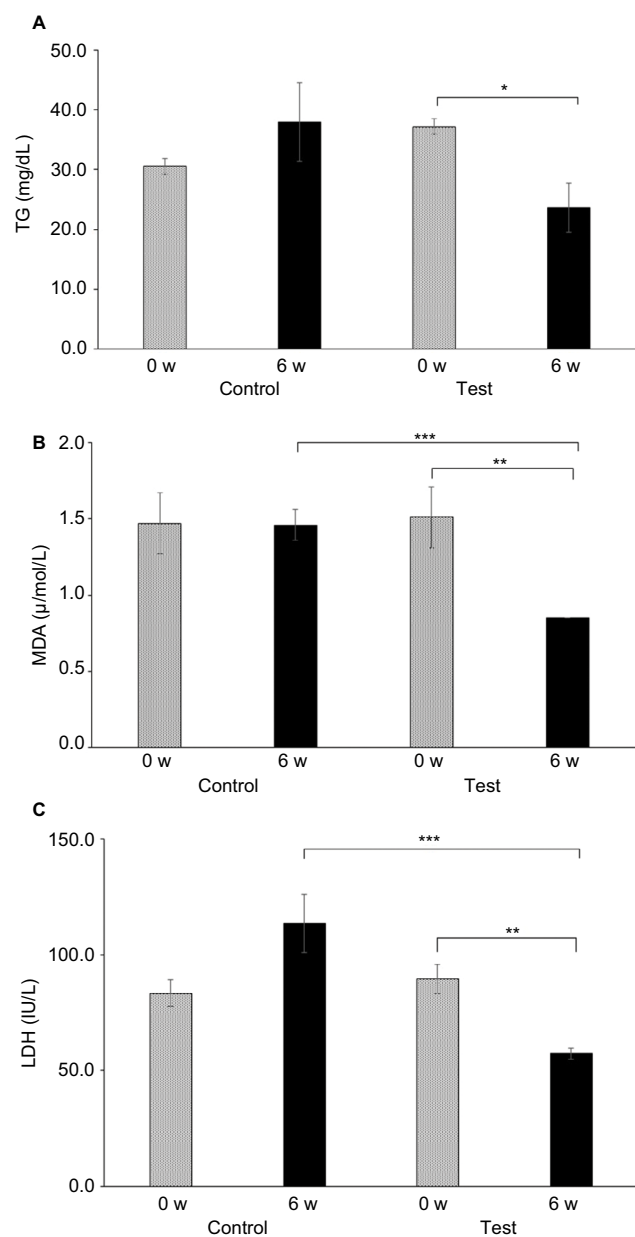 A
50.0
40.0
30.0
20.0
10.0
0.0
TG (mg/dL)
*
0 w 6 w 0 w 6 w
Control Test
B
2.0
1.5
1.0
0.5
0.0
MDA (μ/mol/L)
***
**
0 w 6 w 0 w 6 w
Control Test
C
150.0
100.0
50.0
0.0
LDH (IU/L)
***
**
0 w 6 w 0 w 6 w
Control Test